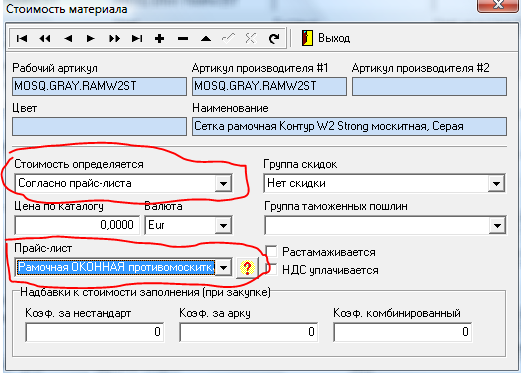 Стоимость материала
Выход
Рабочий артикул Артикул производителя #1 Артикул производителя #2
MOSQ.GRAY.RAMW2ST MOSQ.GRAY.RAMW2ST
Цвет Наименование
Сетка рамочная Контур W2 Strong москитная, Серая
Стоимость определяется Группа скидок
Согласно прайс-листа Нет скидки
Цена по каталогу Валюта Группа таможенных пошлин
0,0000 Eur
Прайс-лист Растамаживается
Рамочная ОКОННАЯ противомоскитка ? НДС уплачивается
Надбавки к стоимости заполнения (при закупке)
Коэф. за нестандарт Коэф. за арку Коэф. комбинированный
0 0 0